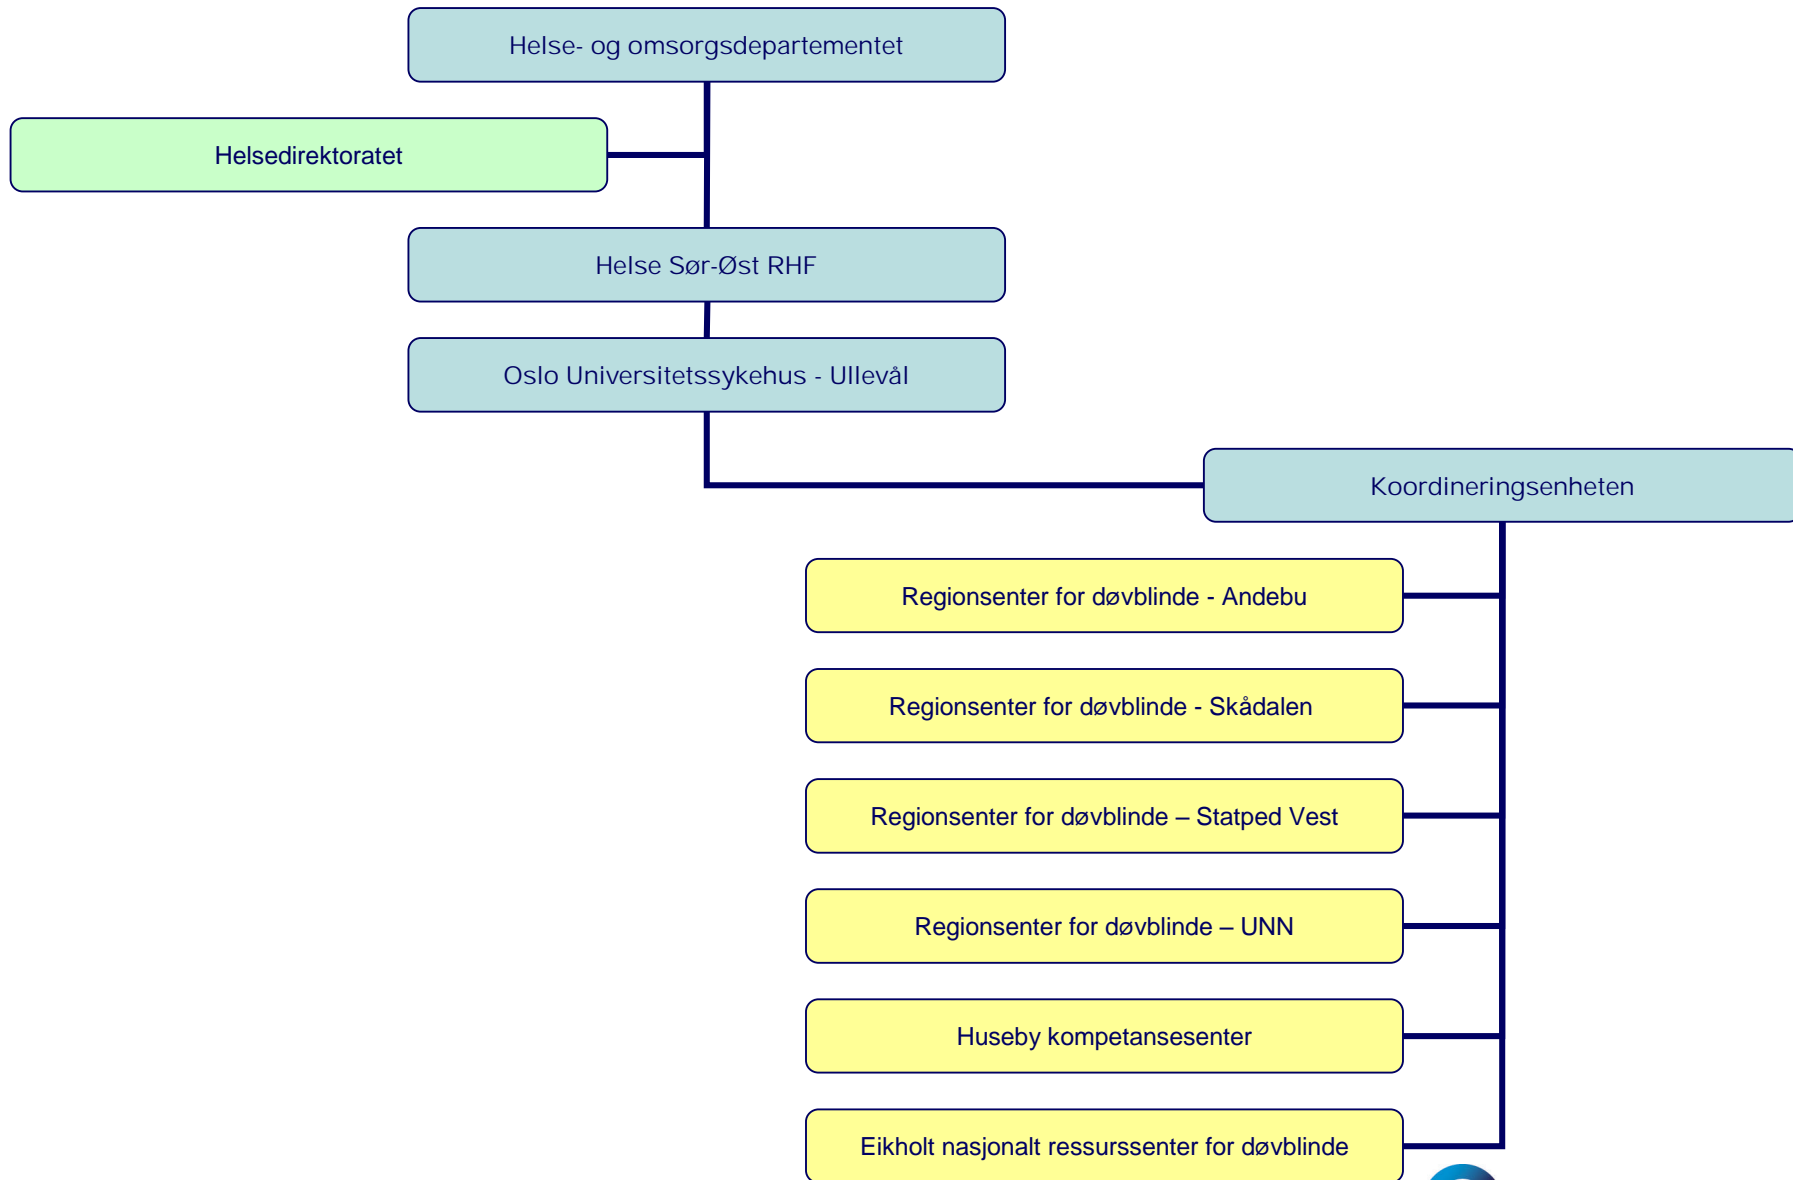 Helse- og omsorgsdepartementet
Helsedirektoratet
Helse Sør-Øst RHF
Oslo Universitetssykehus - Ullevål
Koordineringsenheten
Regionsenter for døvblinde - Andebu
Regionsenter for døvblinde - Skådalen
Regionsenter for døvblinde – Statped Vest
Regionsenter for døvblinde – UNN
Huseby kompetansesenter
Eikholt nasjonalt ressurssenter for døvblinde